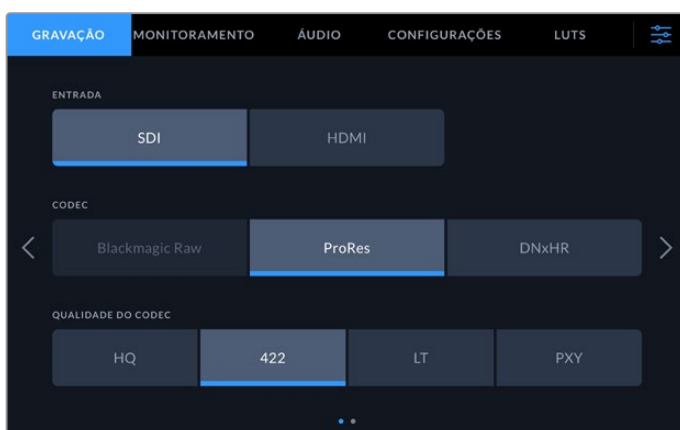 GRAVAÇÃO MONITORAMENTO ÁUDIO CONFIGURAÇÕES LUTS
ENTRADA
SDI HDMI
CODEC
Blackmagic Raw ProRes DNxHR
QUALIDADE DO CODEC
HQ 422 LT PXY